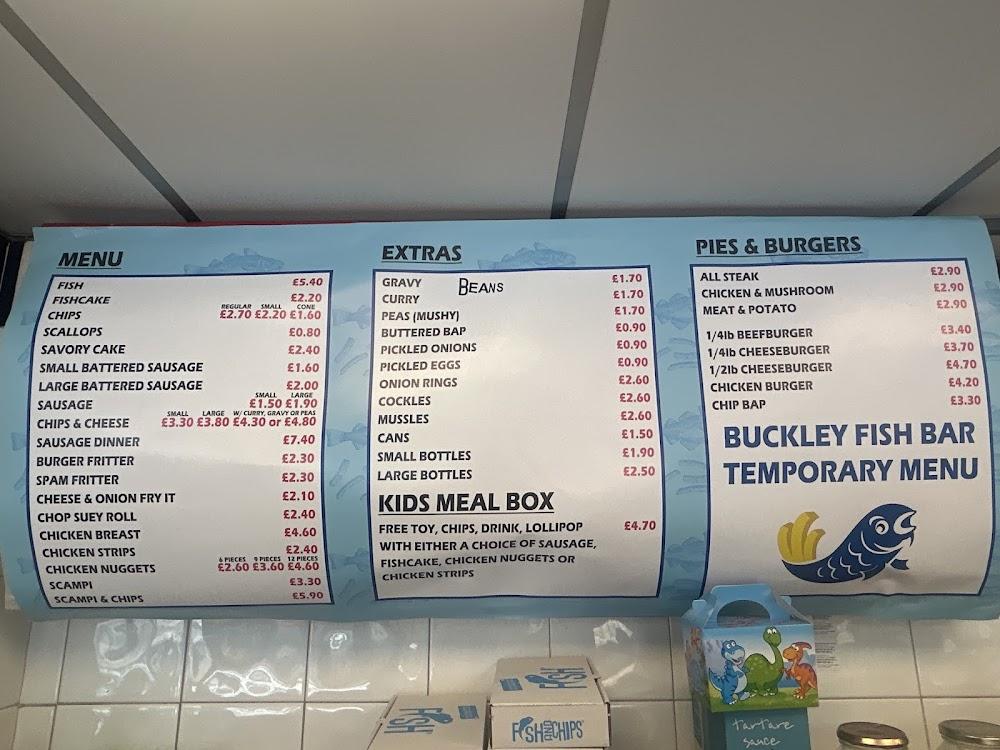 MENU
FISH £5.40
FISHCAKE £2.20
REGULAR SMALL CONE
CHIPS £2.70 £2.20 £1.60
SCALLOPS £0.80
SAVORY CAKE £2.40
SMALL BATTERED SAUSAGE £1.60
LARGE BATTERED SAUSAGE £2.00
SMALL LARGE
SAUSAGE £1.50 £1.90
SMALL LARGE W/ CURRY, GRAVY OR PEAS
CHIPS & CHEESE £3.30 £3.80 £4.30 or £4.80
SAUSAGE DINNER £7.40
BURGER FRITTER £2.30
SPAM FRITTER £2.30
CHEESE & ONION FRY IT £2.10
CHOP SUEY ROLL £2.40
CHICKEN BREAST £4.60
CHICKEN STRIPS £2.40
6 PIECES 9 PIECES 12 PIECES
CHICKEN NUGGETS £2.60 £3.60 £4.60
SCAMPI £3.30
SCAMPI & CHIPS £5.90
EXTRAS
GRAVY BEANS £1.70
CURRY £1.70
PEAS (MUSHY) £1.70
BUTTERED BAP £0.90
PICKLED ONIONS £0.90
PICKLED EGGS £0.90
ONION RINGS £2.60
COCKLES £2.60
MUSSLES £2.60
CANS £1.50
SMALL BOTTLES £1.90
LARGE BOTTLES £2.50
KIDS MEAL BOX
FREE TOY, CHIPS, DRINK, LOLLIPOP £4.70
WITH EITHER A CHOICE OF SAUSAGE,
FISHCAKE, CHICKEN NUGGETS OR
CHICKEN STRIPS
PIES & BURGERS
ALL STEAK £2.90
CHICKEN & MUSHROOM £2.90
MEAT & POTATO £2.90
1/4lb BEEFBURGER £3.40
1/4lb CHEESEBURGER £3.70
1/2lb CHEESEBURGER £4.70
CHICKEN BURGER £4.20
CHIP BAP £3.30
BUCKLEY FISH BAR
TEMPORARY MENU
FISH
FISH
FISH AND CHIPS
tartare
sauce